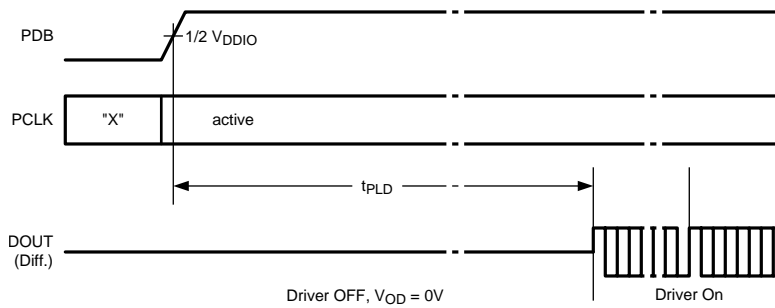 PDB
1/2 VDDIO
PCLK
"X"
active
tPLD
DOUT
(Diff.)
Driver OFF, VOD = 0V
Driver On